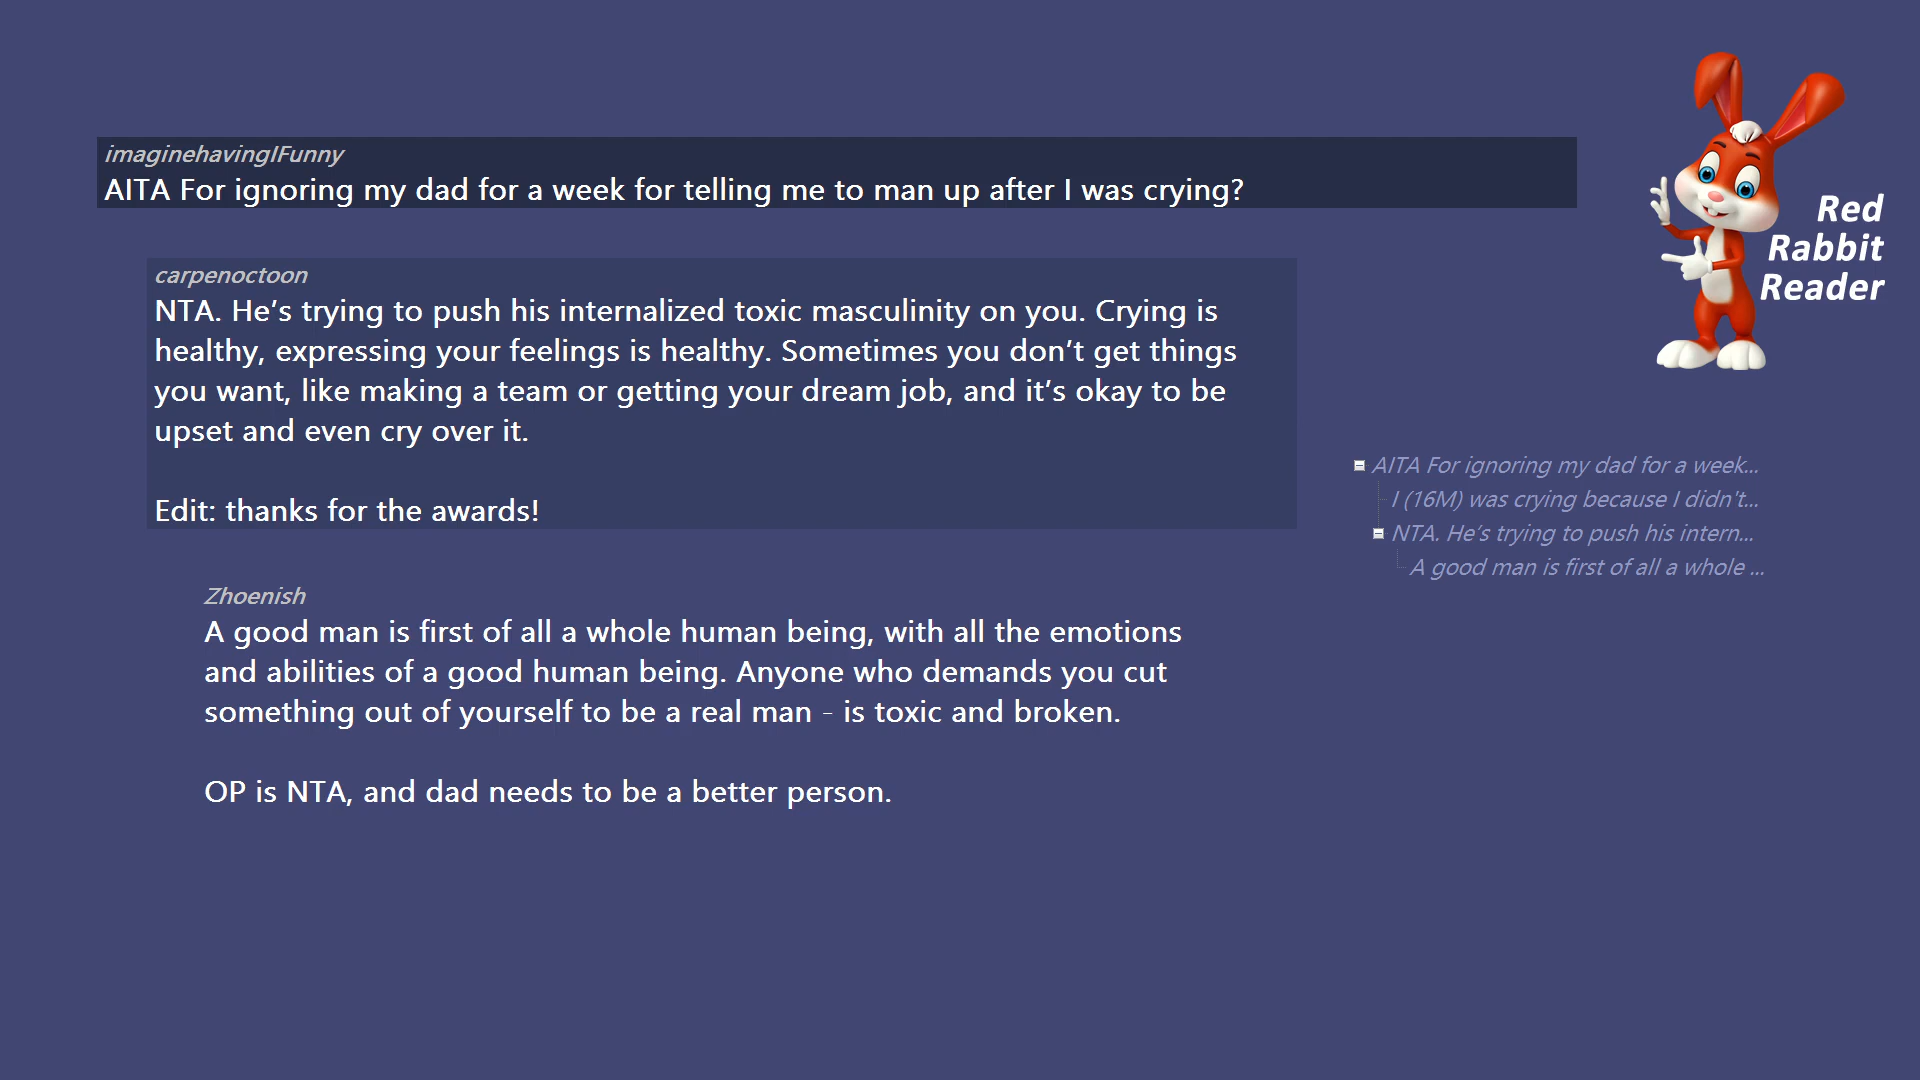 imaginehavingIFunny
AITA For ignoring my dad for a week for telling me to man up after I was crying?
carpenoctoon
NTA. He’s trying to push his internalized toxic masculinity on you. Crying is
healthy, expressing your feelings is healthy. Sometimes you don’t get things
you want, like making a team or getting your dream job, and it’s okay to be
upset and even cry over it.
Edit: thanks for the awards!
Zhoenish
A good man is first of all a whole human being, with all the emotions
and abilities of a good human being. Anyone who demands you cut
something out of yourself to be a real man - is toxic and broken.
OP is NTA, and dad needs to be a better person.
Red
Rabbit
Reader
AITA For ignoring my dad for a week...
I (16M) was crying because I didn't...
NTA. He’s trying to push his intern...
A good man is first of all a whole ...